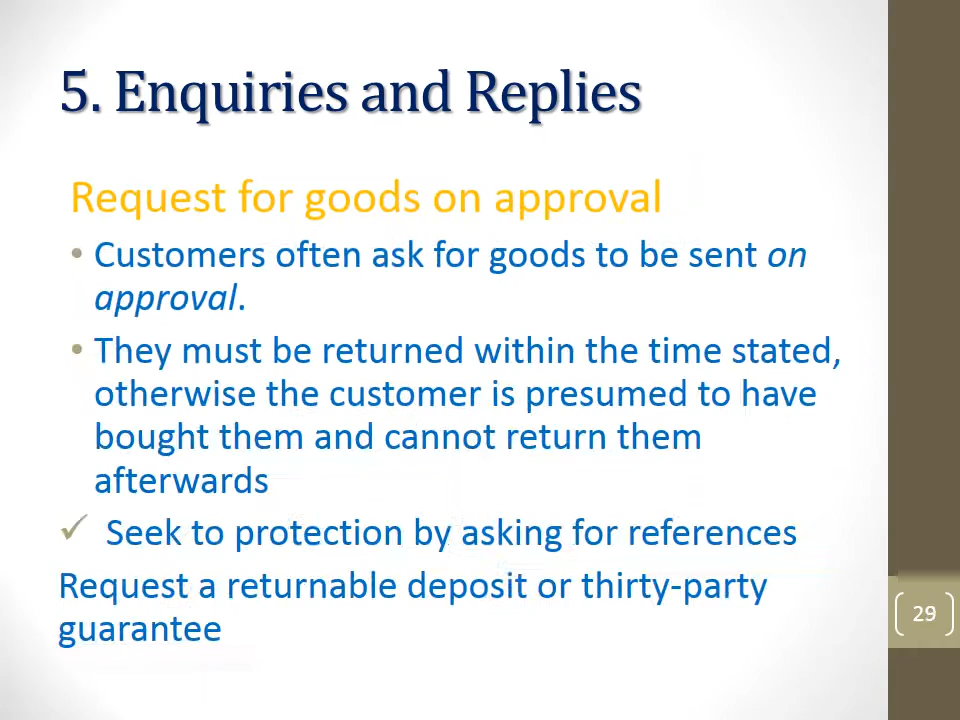 5. Enquiries and Replies
Request for goods on approval
• Customers often ask for goods to be sent on
approval.
• They must be returned within the time stated,
otherwise the customer is presumed to have
bought them and cannot return them
afterwards
✓ Seek to protection by asking for references
Request a returnable deposit or thirty-party
guarantee
29